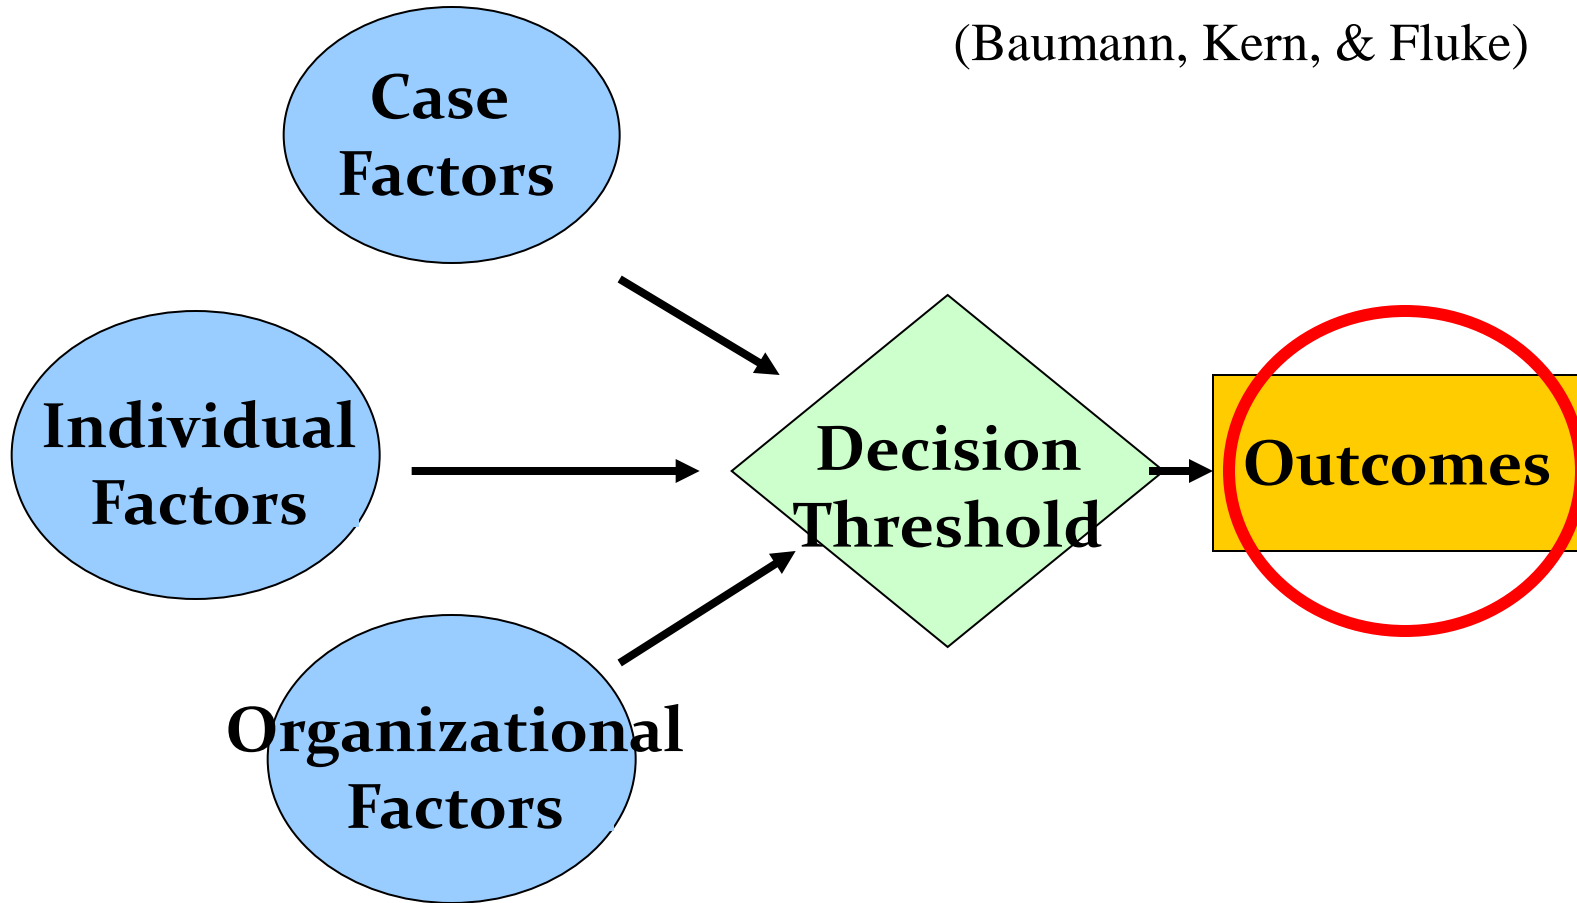 (Baumann, Kern, & Fluke)
Case
Factors
Individual
Factors
Decision
Threshold
Outcomes
Organizational
Factors